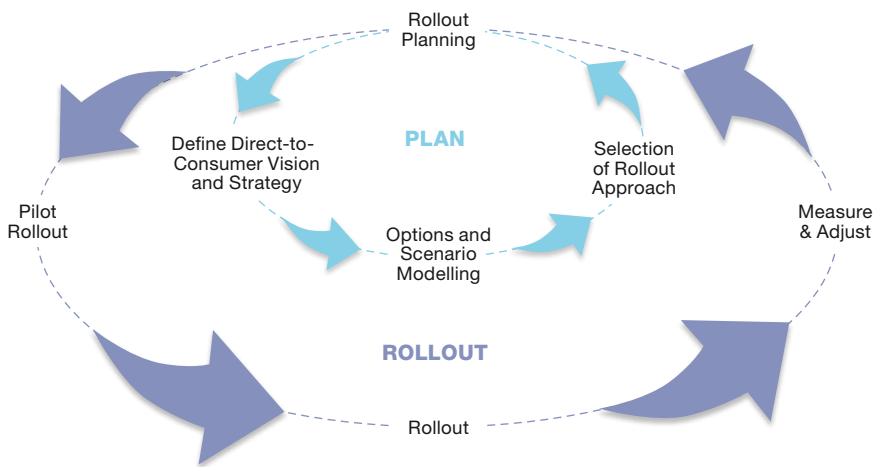 Rollout
Planning
PLAN
Define Direct-to-
Consumer Vision
and Strategy
Selection
of Rollout
Approach
Pilot
Rollout
Measure
& Adjust
Options and
Scenario
Modelling
ROLLOUT
Rollout